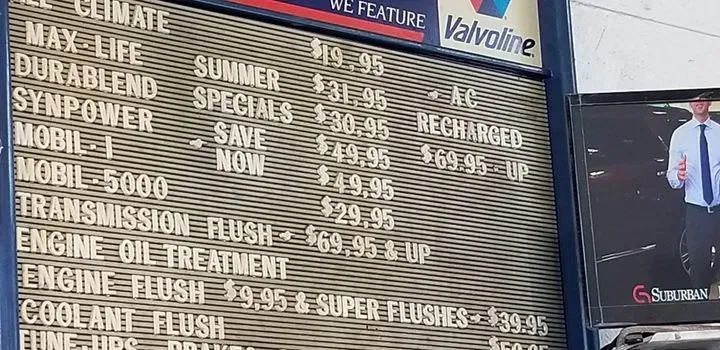 WE FEATURE
Valvoline
CLIMATE $19,95
MAX-LIFE SUMMER $31,95 - AC
DURABLEND SPECIALS $30,95 RECHARGED
SYNPOWER - SAVE $49,95 $69.95-UP
MOBIL-1 NOW $49,95
MOBIL-5000 $29,95
TRANSMISSION FLUSH - $69,95 & UP
ENGINE OIL TREATMENT
ENGINE FLUSH $9,95 & SUPER FLUSHES - $39.95
COOLANT FLUSH
SUBURBAN